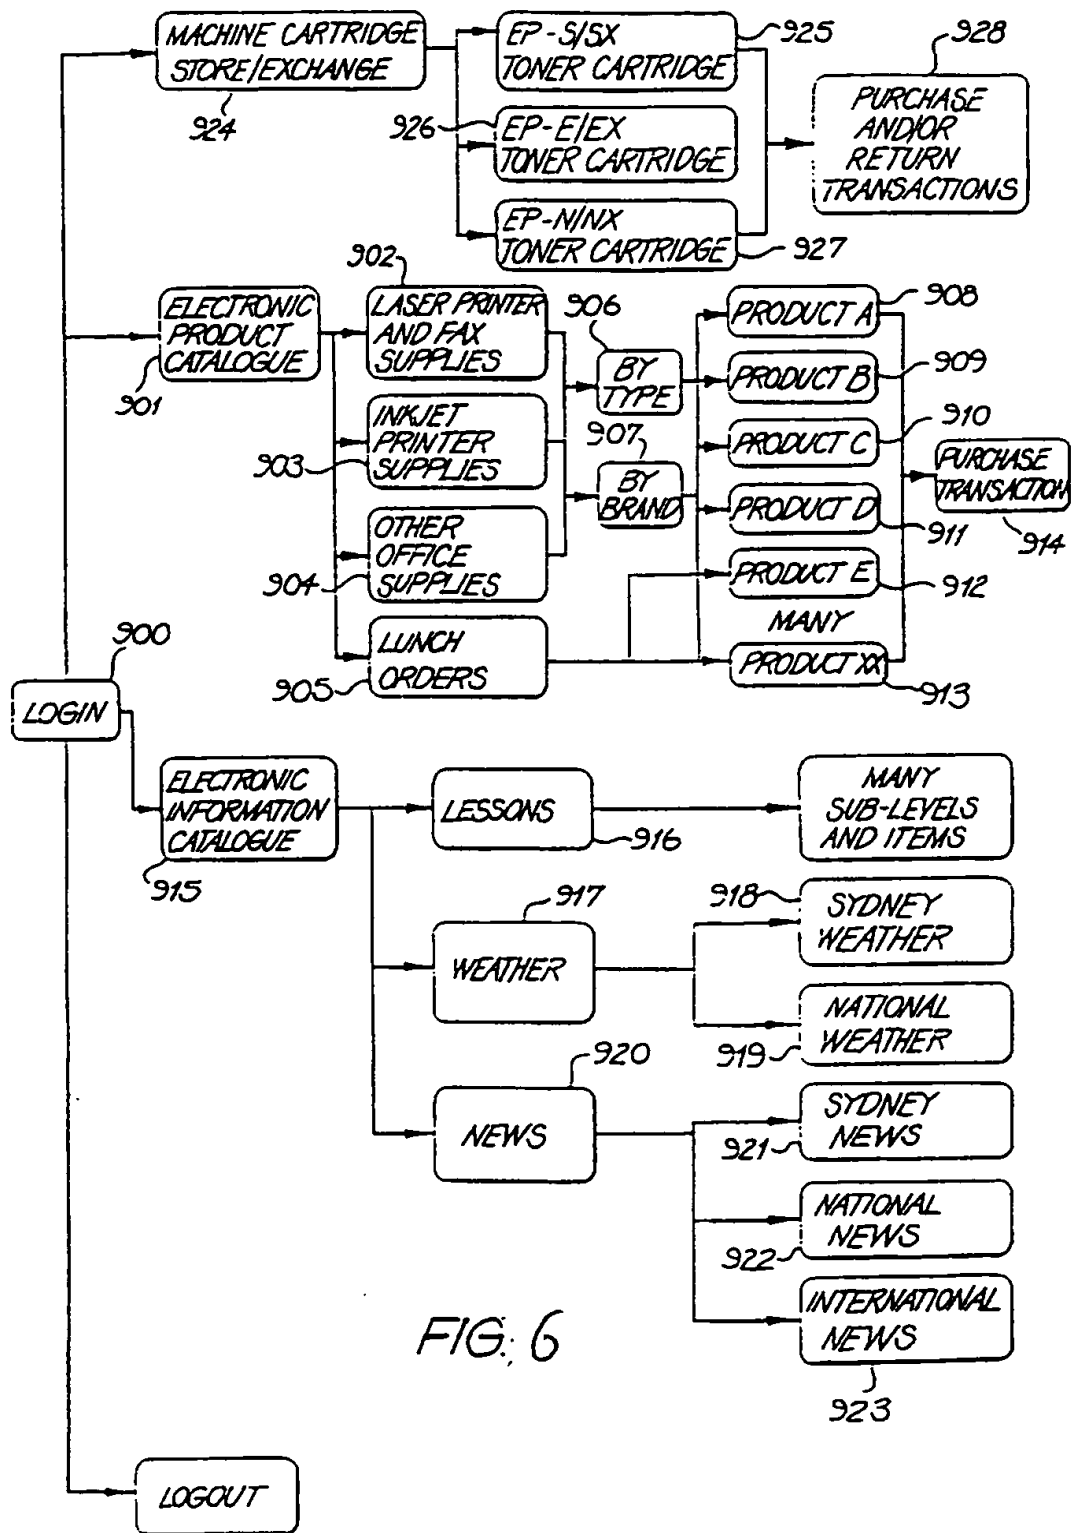 MACHINE CARTRIDGE
STORE/EXCHANGE
924
EP-S/SX
TONER CARTRIDGE
925
926
EP-E/EX
TONER CARTRIDGE
EP-N/NX
TONER CARTRIDGE
927
928
PURCHASE
AND/OR
RETURN
TRANSACTIONS
ELECTRONIC
PRODUCT
CATALOGUE
901
902
LASER PRINTER
AND FAX
SUPPLIES
INKJET
PRINTER
SUPPLIES
903
OTHER
OFFICE
SUPPLIES
904
LUNCH
ORDERS
905
906
BY
TYPE
907
BY
BRAND
PRODUCT A
908
PRODUCT B
909
PRODUCT C
910
PRODUCT D
911
PRODUCT E
912
MANY
PRODUCT XX
913
PURCHASE
TRANSACTION
914
900
LOGIN
ELECTRONIC
INFORMATION
CATALOGUE
915
LESSONS
916
MANY
SUB-LEVELS
AND ITEMS
917
WEATHER
918
SYDNEY
WEATHER
NATIONAL
WEATHER
919
920
NEWS
SYDNEY
NEWS
921
NATIONAL
NEWS
922
INTERNATIONAL
NEWS
923
FIG. 6
LOGOUT